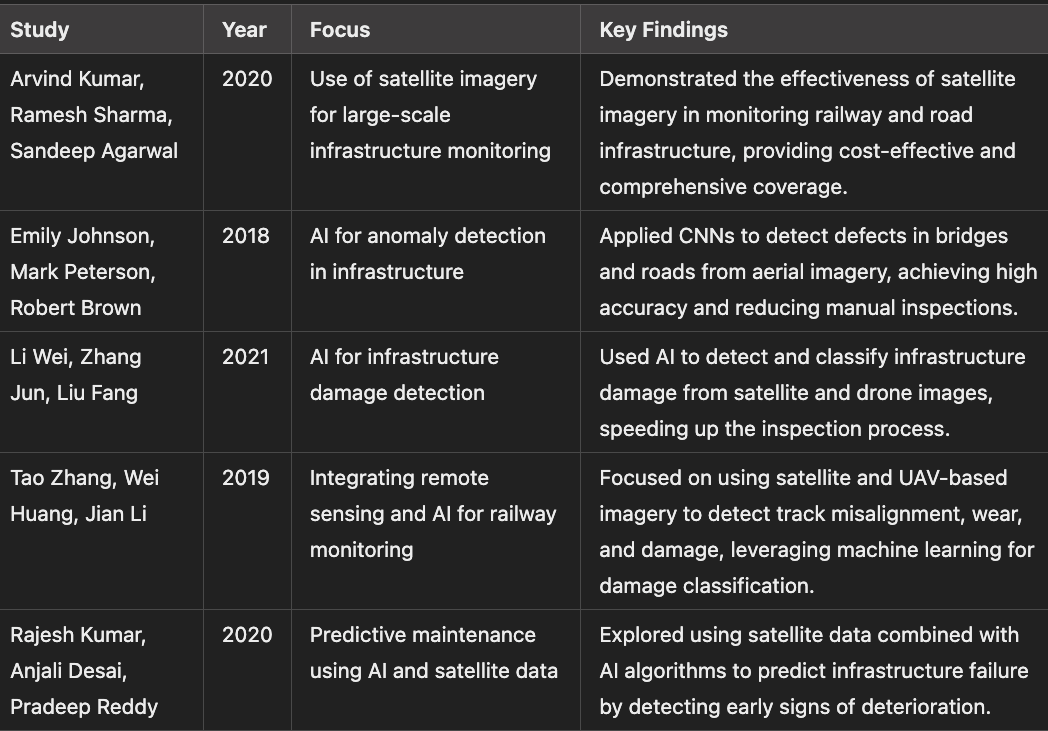 Study Year Focus Key Findings
Arvind Kumar, 2020 Use of satellite imagery Demonstrated the effectiveness of satellite
Ramesh Sharma, for large-scale imagery in monitoring railway and road
Sandeep Agarwal infrastructure monitoring infrastructure, providing cost-effective and
comprehensive coverage.
Emily Johnson, 2018 AI for anomaly detection Applied CNNs to detect defects in bridges
Mark Peterson, in infrastructure and roads from aerial imagery, achieving high
Robert Brown accuracy and reducing manual inspections.
Li Wei, Zhang 2021 AI for infrastructure Used AI to detect and classify infrastructure
Jun, Liu Fang damage detection damage from satellite and drone images,
speeding up the inspection process.
Tao Zhang, Wei 2019 Integrating remote Focused on using satellite and UAV-based
Huang, Jian Li sensing and AI for railway imagery to detect track misalignment, wear,
monitoring and damage, leveraging machine learning for
damage classification.
Rajesh Kumar, 2020 Predictive maintenance Explored using satellite data combined with
Anjali Desai, using AI and satellite data AI algorithms to predict infrastructure failure
Pradeep Reddy by detecting early signs of deterioration.